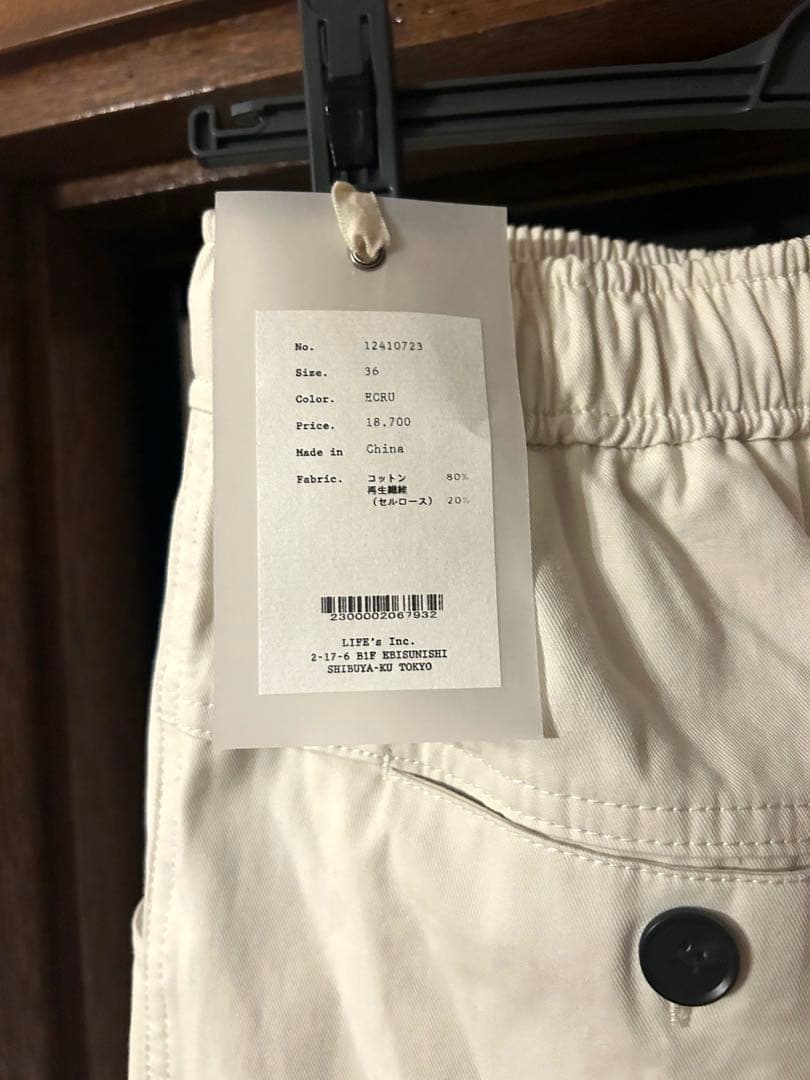 No. 12410723
Size. 36
Color. ECRU
Price. 18.700
Made in China
Fabric. コットン 80%
再生繊維
(セルロース) 20%
2300002067932
LIFE's Inc.
2-17-6 B1F EBISUNISHI
SHIBUYA-KU TOKYO